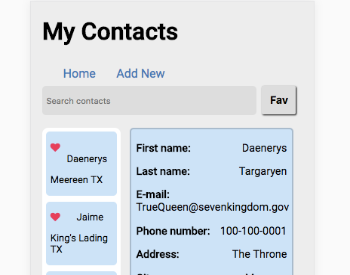 My Contacts
Home Add New
Search contacts Fav
Daenerys
Meereen TX
Jaime
King's Lading
TX
First name: Daenerys
Last name: Targaryen
E-mail:
TrueQueen@sevenkingdom.gov
Phone number: 100-100-0001
Address: The Throne